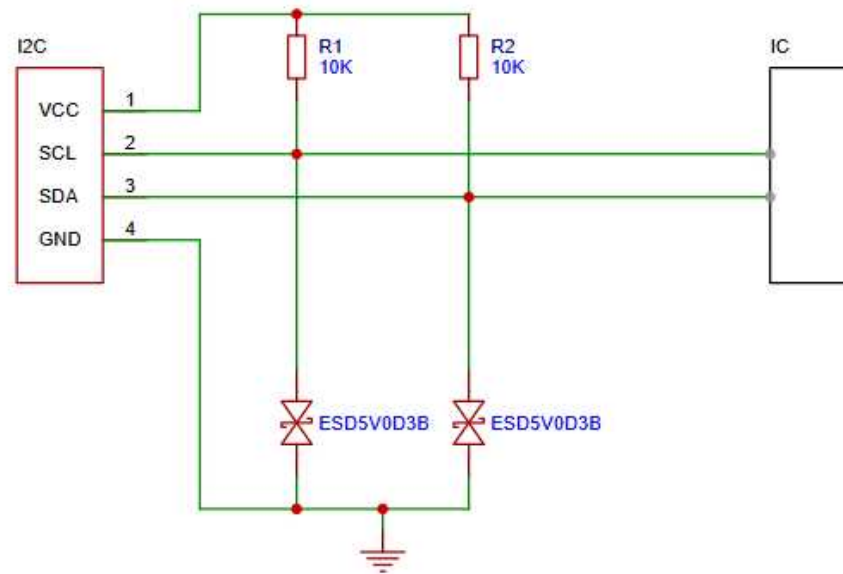 I2C
VCC 1
SCL 2
SDA 3
GND 4
R1
10K
R2
10K
IC
ESD5V0D3B
ESD5V0D3B